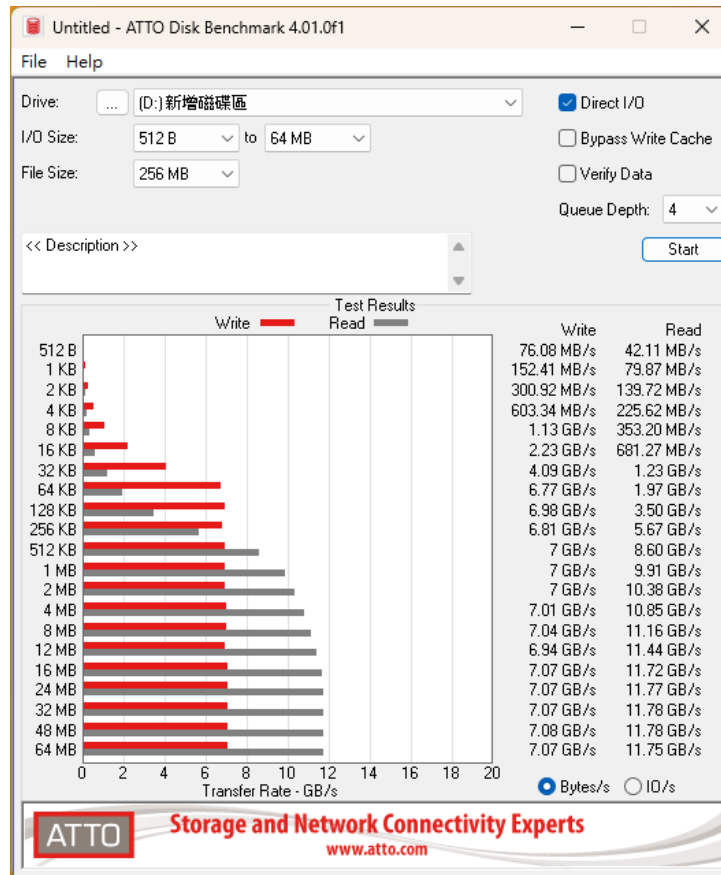 Untitled - ATTO Disk Benchmark 4.01.0f1
File Help
Drive: ... (D:)新增磁碟區 Direct I/O
I/O Size: 512 B to 64 MB Bypass Write Cache
File Size: 256 MB Verify Data
Queue Depth: 4
<< Description >> Start
Test Results
Write Read Write Read
512 B 76.08 MB/s 42.11 MB/s
1 KB 152.41 MB/s 79.87 MB/s
2 KB 300.92 MB/s 139.72 MB/s
4 KB 603.34 MB/s 225.62 MB/s
8 KB 1.13 GB/s 353.20 MB/s
16 KB 2.23 GB/s 681.27 MB/s
32 KB 4.09 GB/s 1.23 GB/s
64 KB 6.77 GB/s 1.97 GB/s
128 KB 6.98 GB/s 3.50 GB/s
256 KB 6.81 GB/s 5.67 GB/s
512 KB 7 GB/s 8.60 GB/s
1 MB 7 GB/s 9.91 GB/s
2 MB 7 GB/s 10.38 GB/s
4 MB 7.01 GB/s 10.85 GB/s
8 MB 7.04 GB/s 11.16 GB/s
12 MB 6.94 GB/s 11.44 GB/s
16 MB 7.07 GB/s 11.72 GB/s
24 MB 7.07 GB/s 11.77 GB/s
32 MB 7.07 GB/s 11.78 GB/s
48 MB 7.08 GB/s 11.78 GB/s
64 MB 7.07 GB/s 11.75 GB/s
0 2 4 6 8 10 12 14 16 18 20
Transfer Rate - GB/s Bytes/s IO/s
ATTO Storage and Network Connectivity Experts
www.atto.com